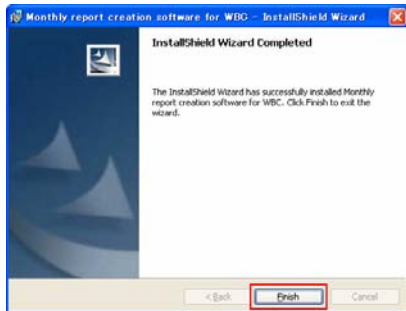 Monthly report creation software for WBC - InstallShield Wizard
InstallShield Wizard Completed
The InstallShield Wizard has successfully installed Monthly
report creation software for WBC. Click Finish to exit the
wizard.
< Back
Finish
Cancel